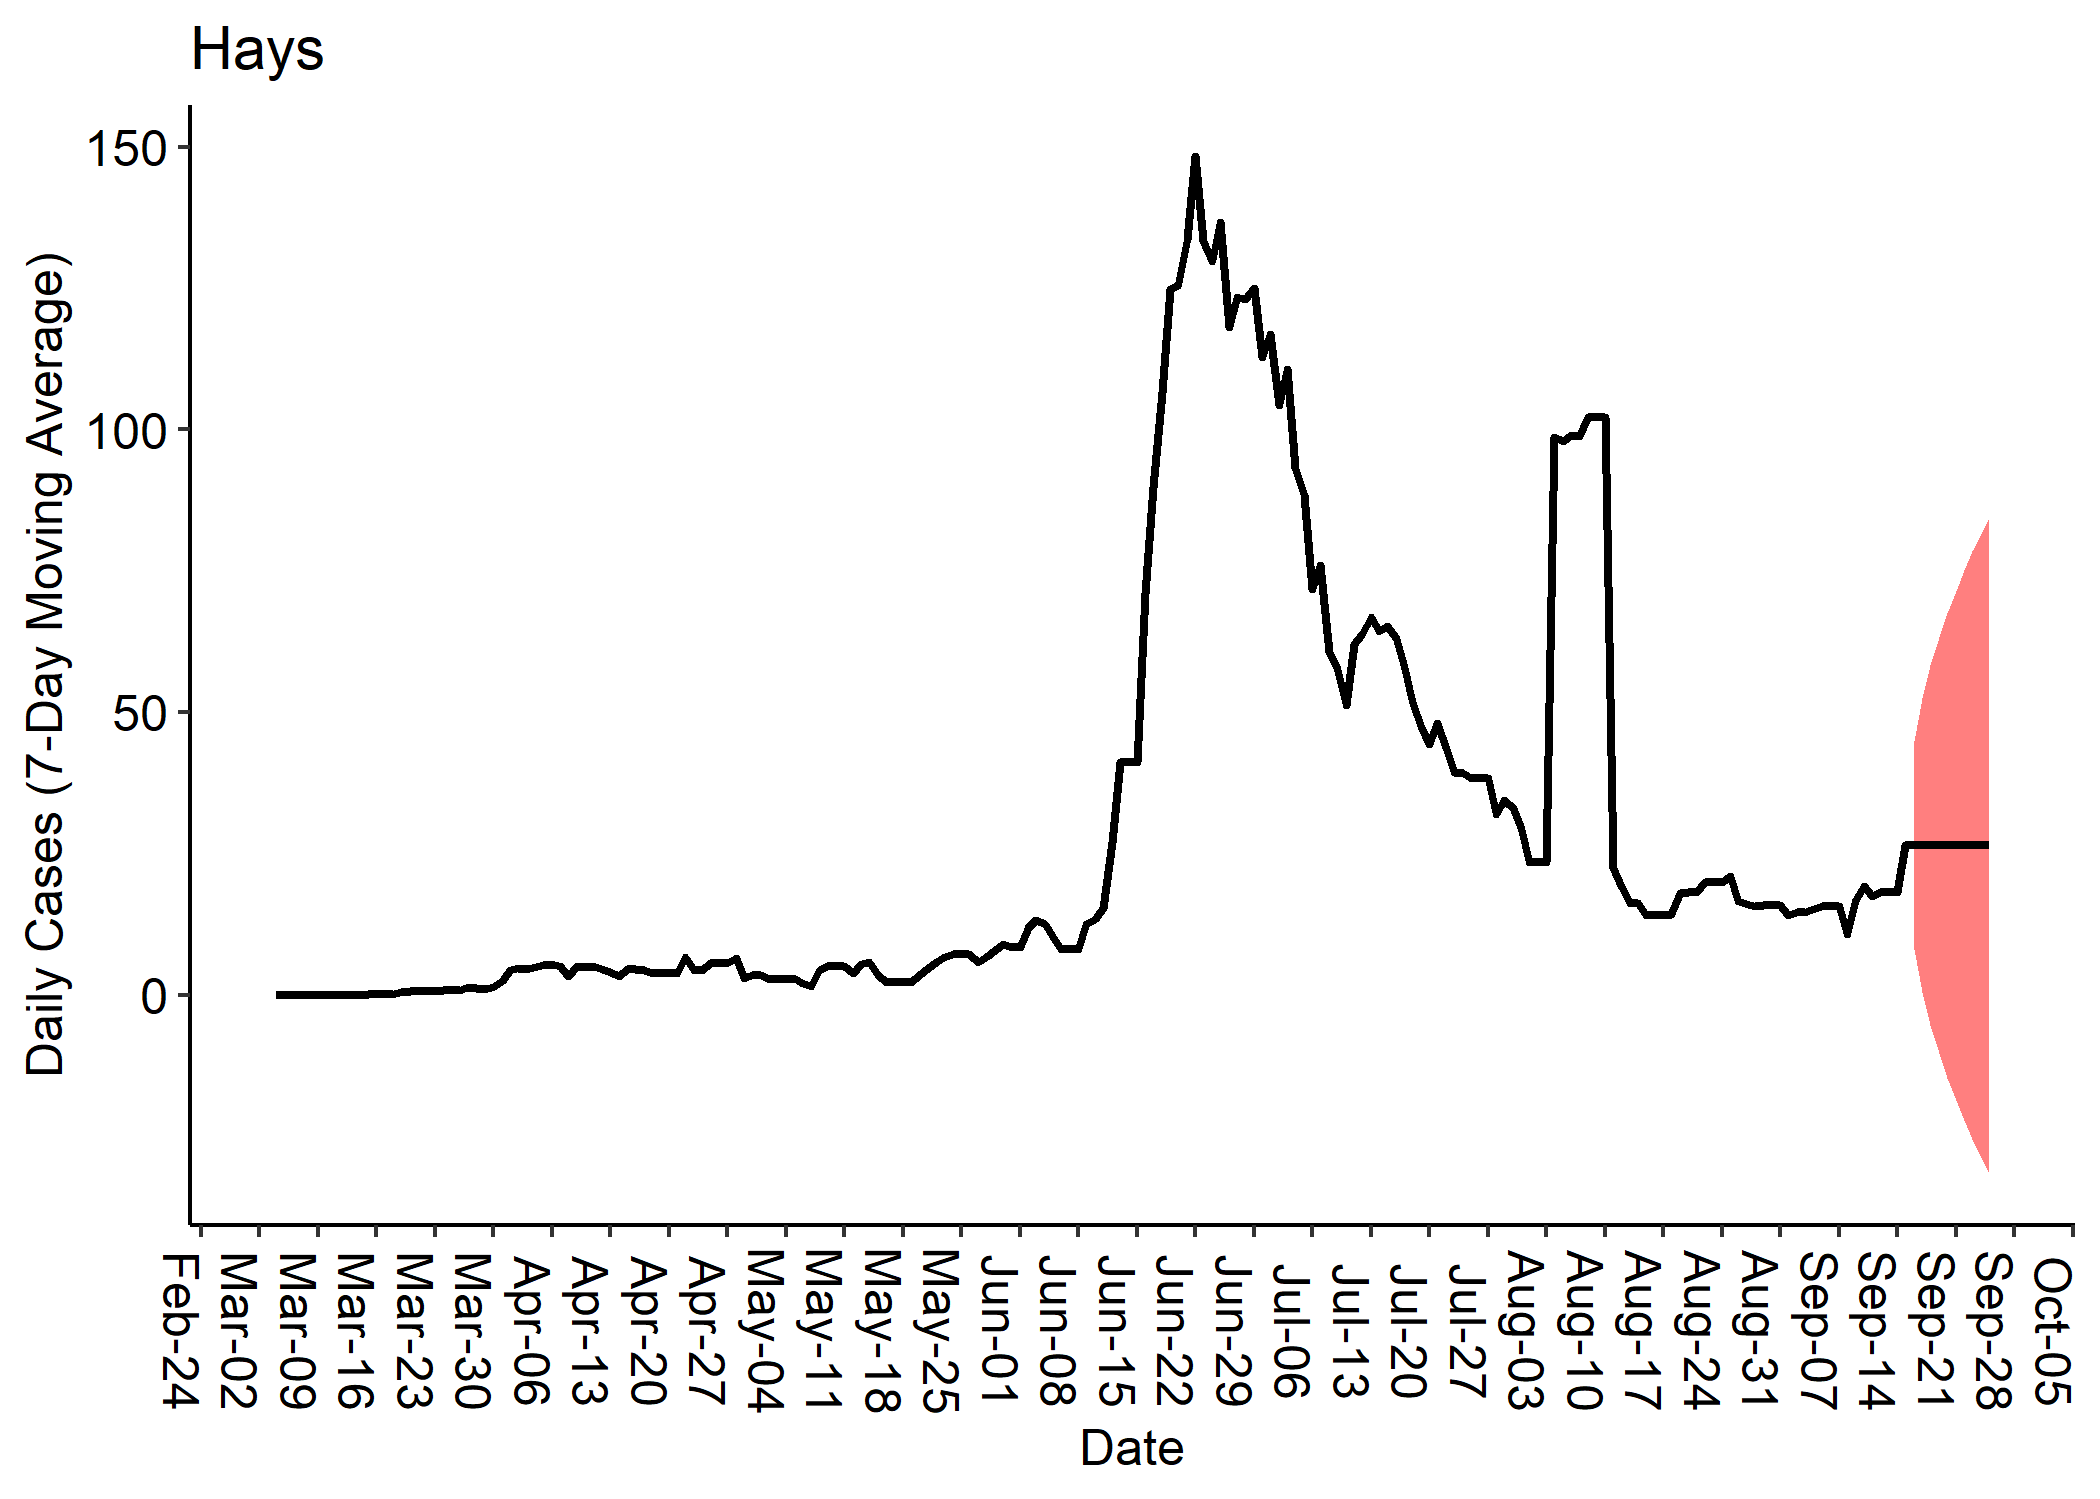 Hays
Daily Cases (7-Day Moving Average)
150
100
50
0
Feb-24
Mar-02
Mar-09
Mar-16
Mar-23
Mar-30
Apr-06
Apr-13
Apr-20
Apr-27
May-04
May-11
May-18
May-25
Jun-01
Jun-08
Jun-15
Jun-22
Jun-29
Jul-06
Jul-13
Jul-20
Jul-27
Aug-03
Aug-10
Aug-17
Aug-24
Aug-31
Sep-07
Sep-14
Sep-21
Sep-28
Oct-05
Date